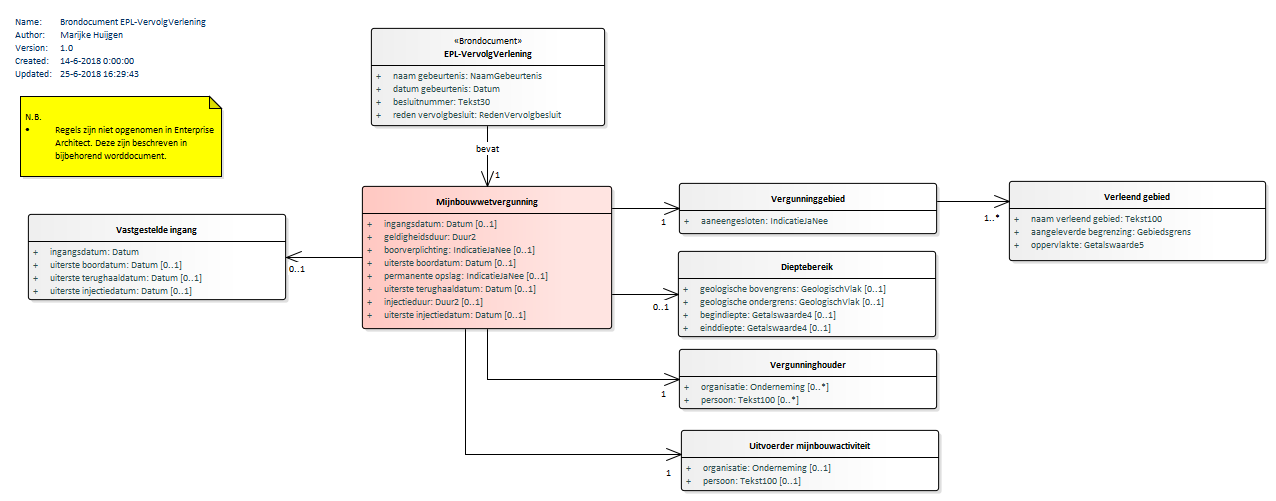 Name: Brondocument EPL-VervolgVerlening
Author: Marijke Huijgen
Version: 1.0
Created: 14-6-2018 0:00:00
Updated: 25-6-2018 16:29:43
N.B.
• Regels zijn niet opgenomen in Enterprise
Architect. Deze zijn beschreven in
bijbehorend worddocument.
«Brondocument»
EPL-VervolgVerlening
+ naam gebeurtenis: NaamGebeurtenis
+ datum gebeurtenis: Datum
+ besluitnummer: Tekst30
+ reden vervolgbesluit: RedenVervolgbesluit
bevat
1
Mijnbouwwetvergunning
+ ingangsdatum: Datum [0..1]
+ geldigheidsduur: Duur2
+ boorverplichting: IndicatieJaNee [0..1]
+ uiterste boordatum: Datum [0..1]
+ permanente opslag: IndicatieJaNee [0..1]
+ uiterste terughaaldatum: Datum [0..1]
+ injectieduur: Duur2 [0..1]
+ uiterste injectiedatum: Datum [0..1]
Vastgestelde ingang
+ ingangsdatum: Datum
+ uiterste boordatum: Datum [0..1]
+ uiterste terughaaldatum: Datum [0..1]
+ uiterste injectiedatum: Datum [0..1]
0..1
Vergunninggebied
+ aaneengesloten: IndicatieJaNee
1
Verleend gebied
+ naam verleend gebied: Tekst100
+ aangeleverde begrenzing: Gebiedsgrens
+ oppervlakte: Getalswaarde5
1..*
Dieptebereik
+ geologische bovengrens: GeologischVlak [0..1]
+ geologische ondergrens: GeologischVlak [0..1]
+ begindiepte: Getalswaarde4 [0..1]
+ einddiepte: Getalswaarde4 [0..1]
0..1
Vergunninghouder
+ organisatie: Onderneming [0..*]
+ persoon: Tekst100 [0..*]
1
Uitvoerder mijnbouwactiviteit
+ organisatie: Onderneming [0..1]
+ persoon: Tekst100 [0..1]
1